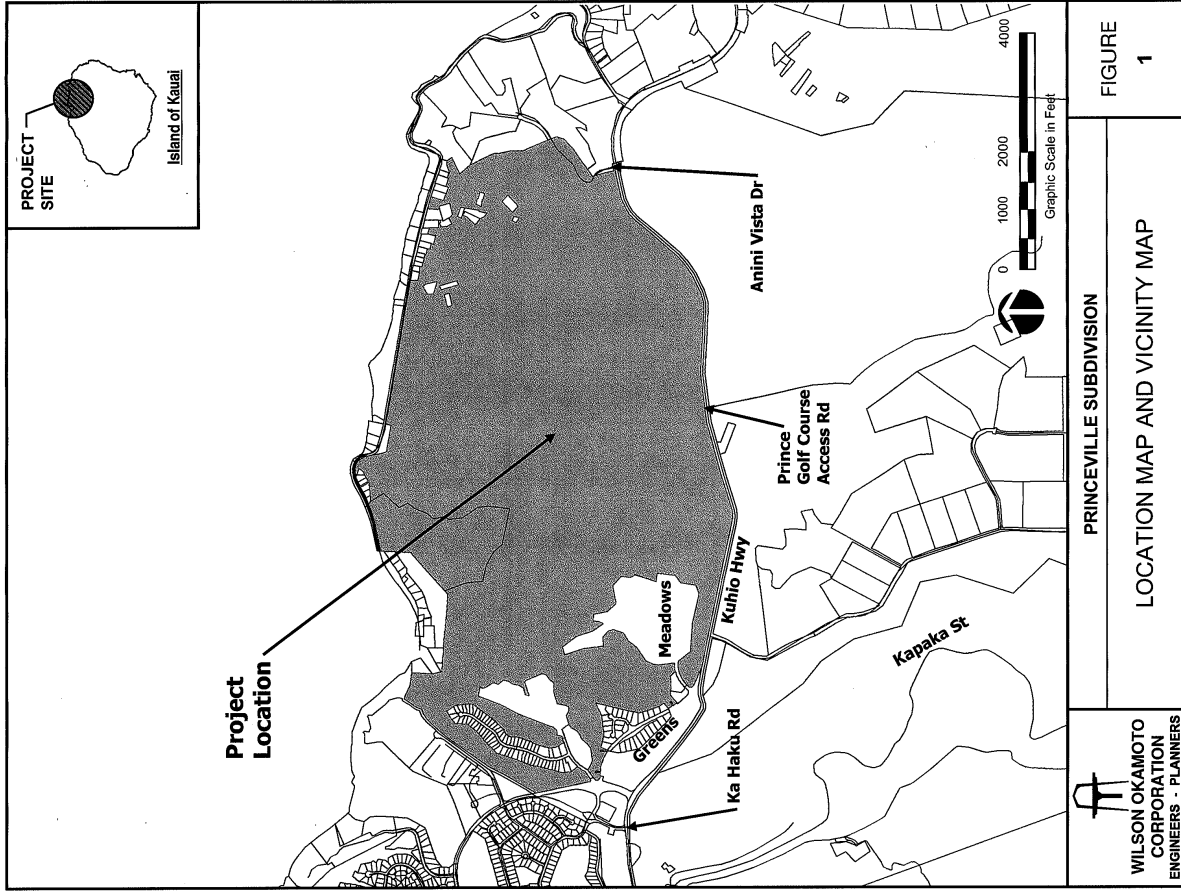 PROJECT
SITE
Island of Kauai
Project
Location
Meadows
Greens
Ka Haku Rd
Kuhio Hwy
Kapaka St
Prince
Golf Course
Access Rd
Anini Vista Dr
0 1000 2000 4000
Graphic Scale in Feet
WILSON OKAMOTO
CORPORATION
ENGINEERS - PLANNERS
PRINCEVILLE SUBDIVISION
LOCATION MAP AND VICINITY MAP
FIGURE
1